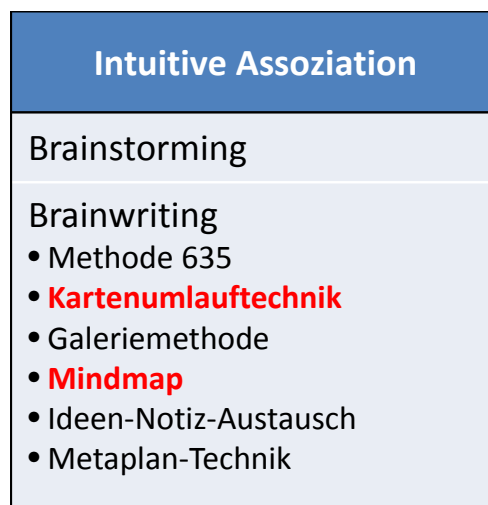 Intuitive Assoziation
Brainstorming
Brainwriting
• Methode 635
• Kartenumlauftechnik
• Galeriemethode
• Mindmap
• Ideen-Notiz-Austausch
• Metaplan-Technik